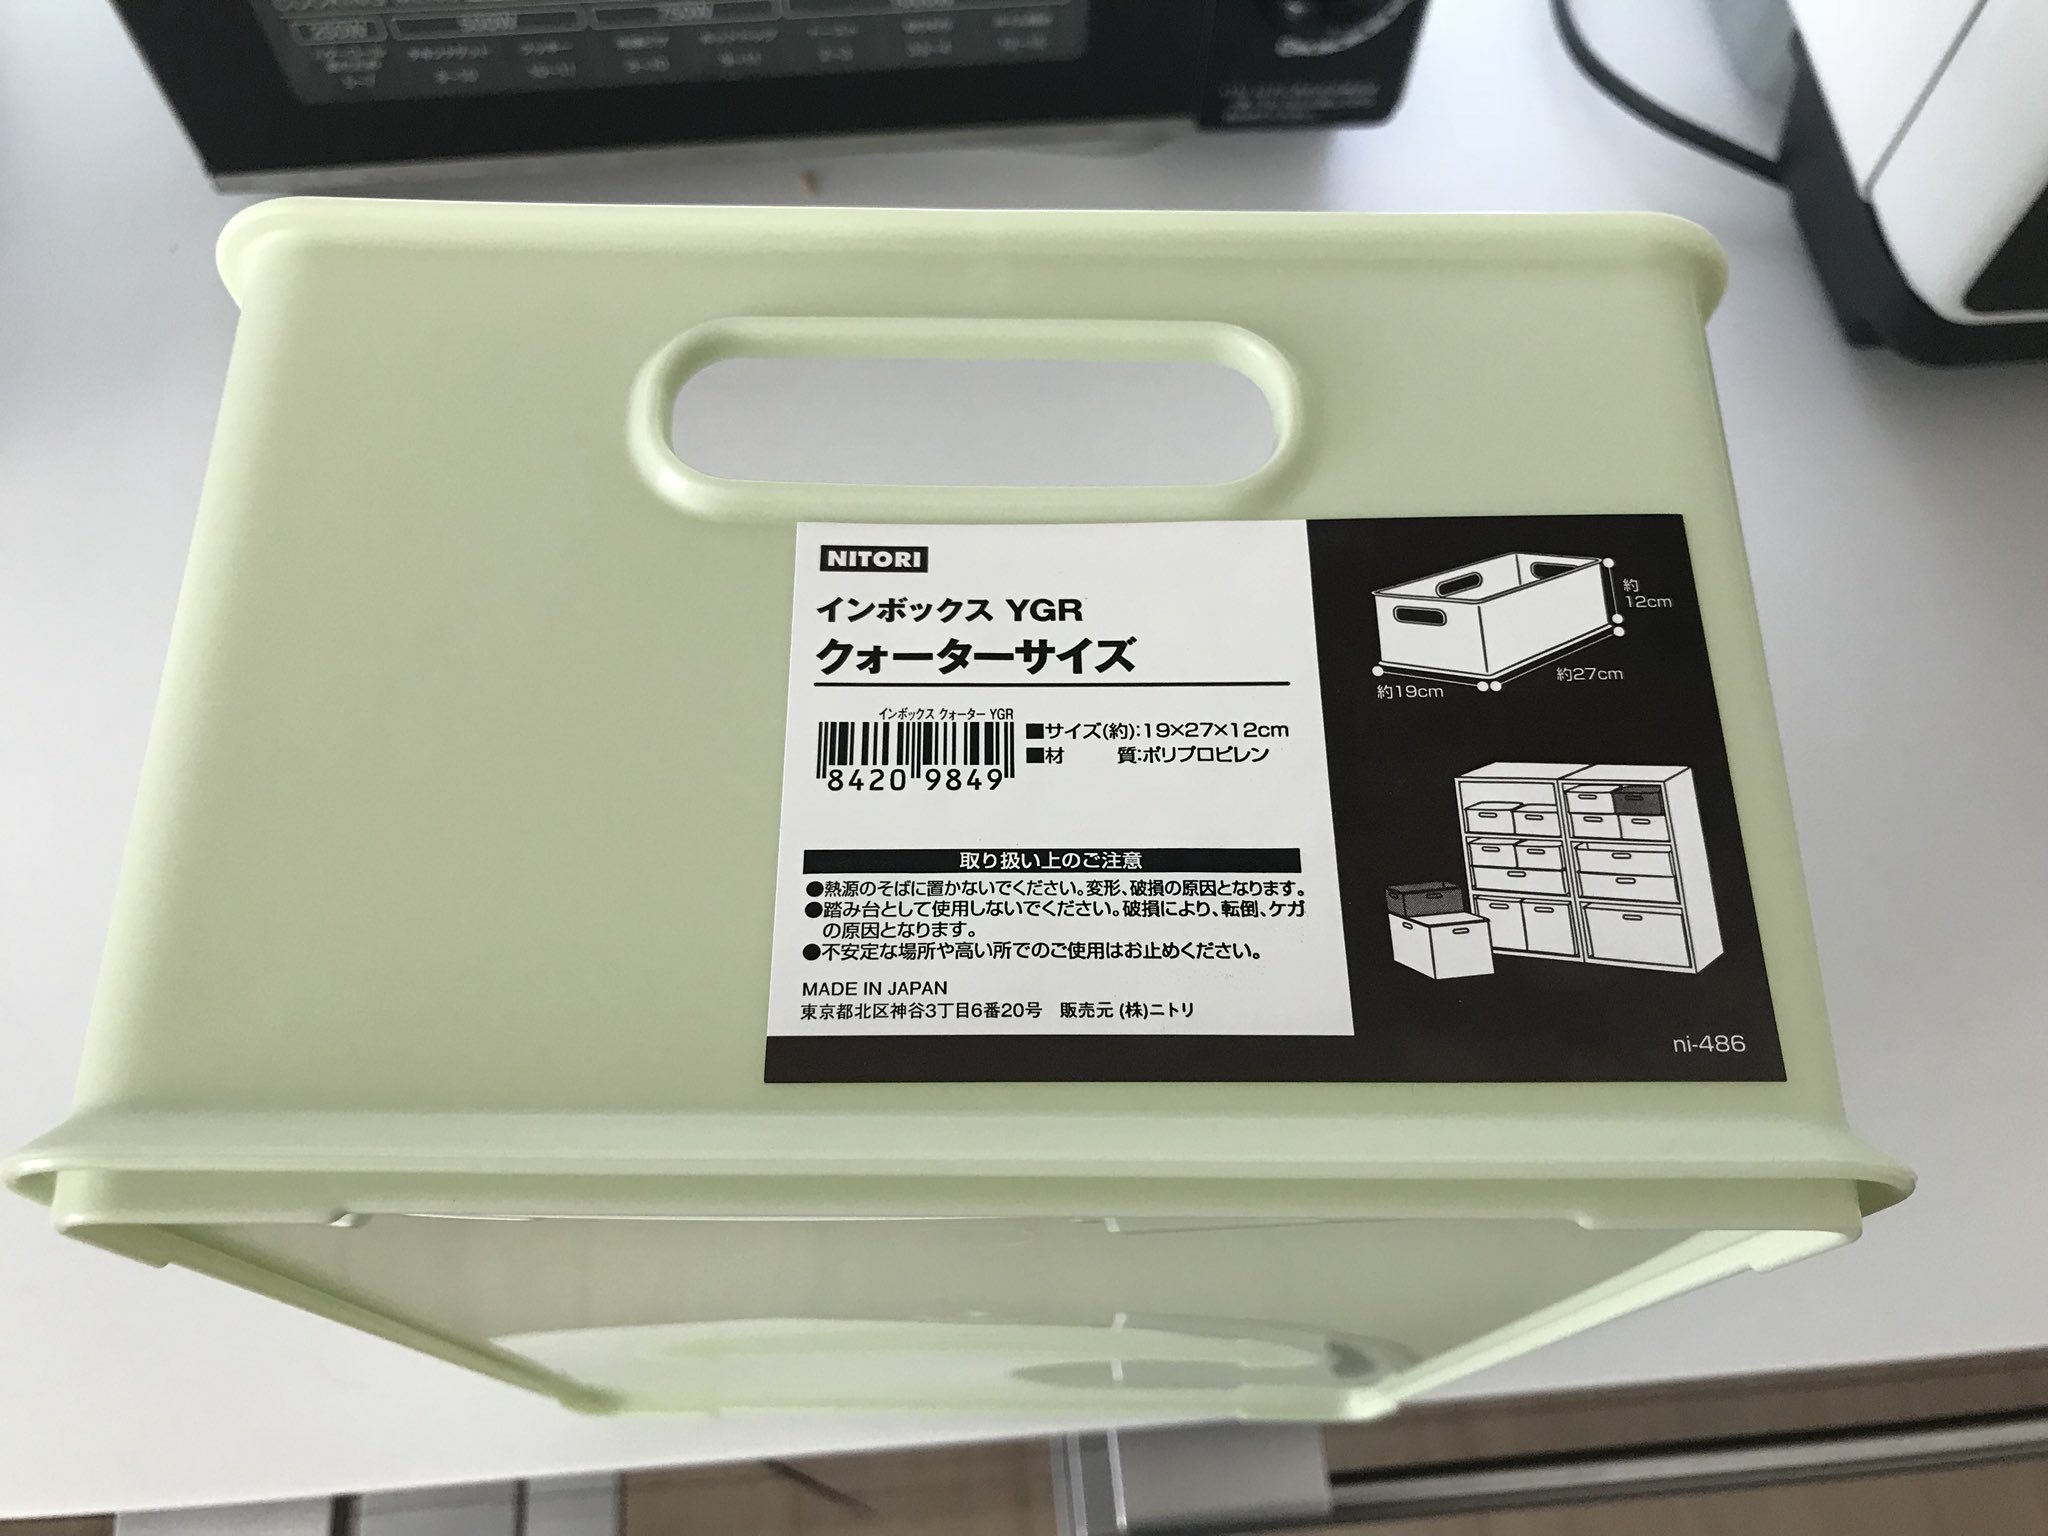 250W
500W
NITORI
インボックス YGR
クォーターサイズ
インボックス クォーター YGR
8420 9849
■サイズ(約):19×27×12cm
■材 質:ポリプロピレン
取り扱い上のご注意
●熱源のそばに置かないでください。変形、破損の原因となります。
●踏み台として使用しないでください。破損により、転倒、ケガ
の原因となります。
●不安定な場所や高い所でのご使用はお止めください。
MADE IN JAPAN
東京都北区神谷3丁目6番20号 販売元 (株)ニトリ
約
12cm
約27cm
約19cm
ni-486